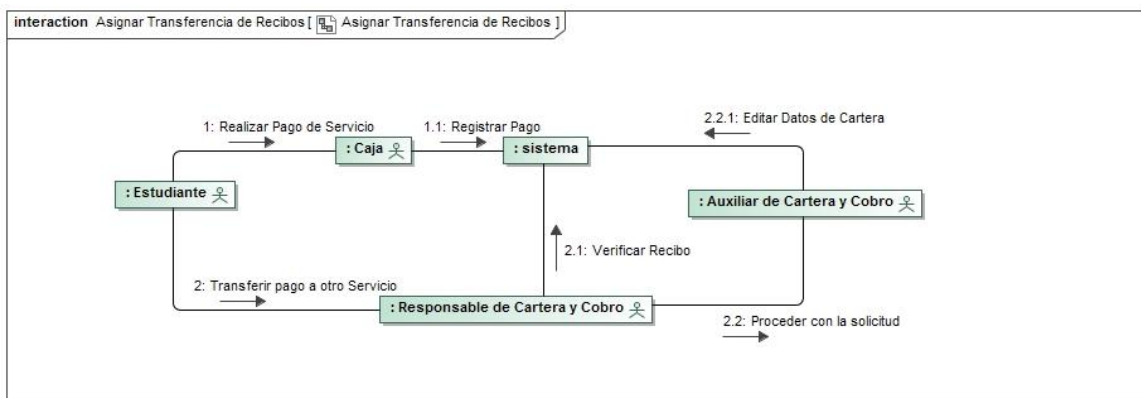 interaction Asignar Transferencia de Recibos [ Asignar Transferencia de Recibos ]
1: Realizar Pago de Servicio
1.1: Registrar Pago
2.2.1: Editar Datos de Cartera
: Caja
: sistema
: Estudiante
: Auxiliar de Cartera y Cobro
2.1: Verificar Recibo
2: Transferir pago a otro Servicio
: Responsable de Cartera y Cobro
2.2: Proceder con la solicitud